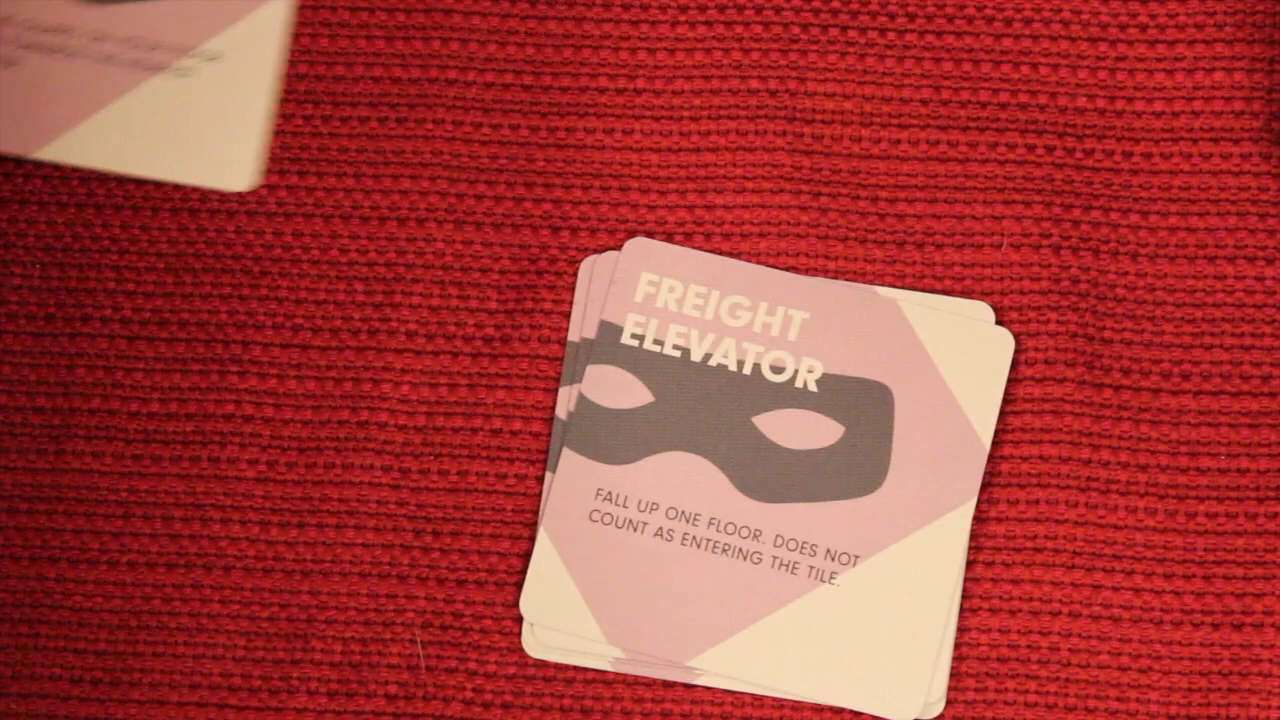 FREIGHT
ELEVATOR
FALL UP ONE FLOOR. DOES NOT
COUNT AS ENTERING THE TILE.